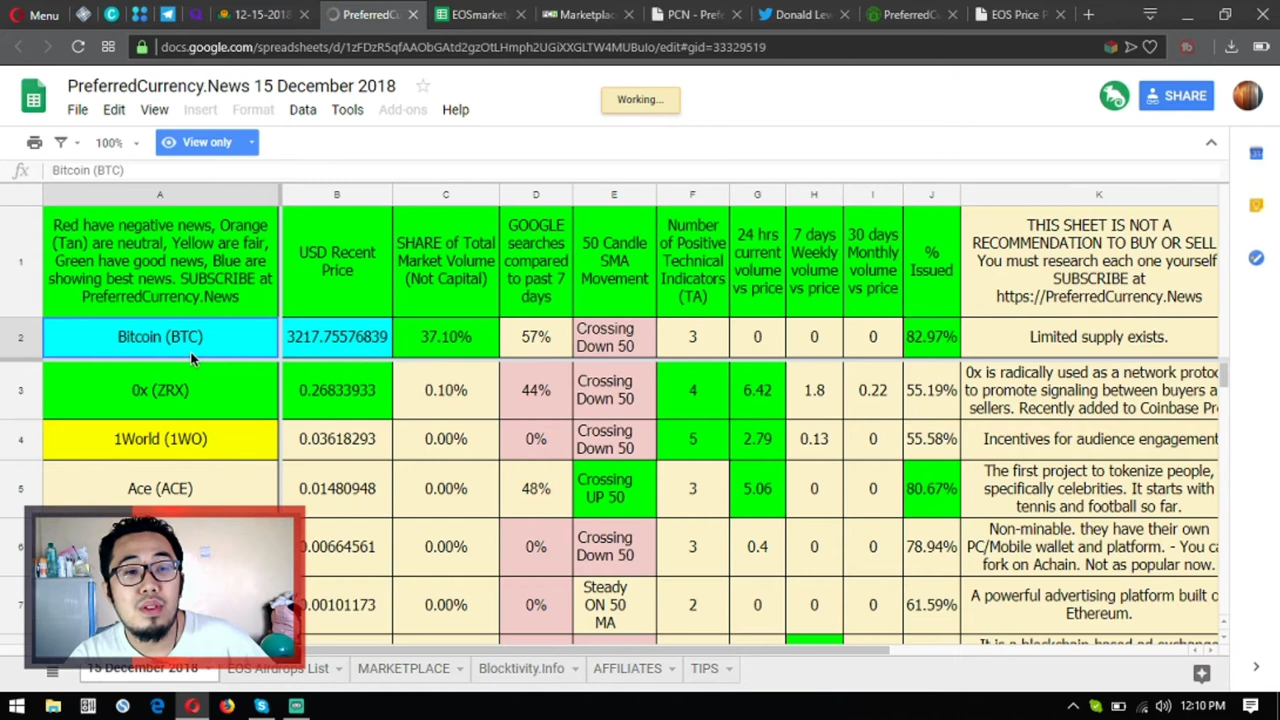 Menu
12-15-2018
PreferredC
EOSmarket
Marketplac
PCN - Prefe
Donald Lew
PreferredC
EOS Price P
docs.google.com/spreadsheets/d/1zFDzR5qfAAObGAtd2gzOtLHmph2UGiXXGLTW4MUBuIo/edit#gid=33329519
PreferredCurrency.News 15 December 2018
Working...
SHARE
File Edit View Insert Format Data Tools Add-ons Help
100%
View only
fx Bitcoin (BTC)
A B C D E F G H I J K
1
Red have negative news, Orange
(Tan) are neutral, Yellow are fair,
Green have good news, Blue are
showing best news. SUBSCRIBE at
PreferredCurrency.News
USD Recent
Price
SHARE of Total
Market Volume
(Not Capital)
GOOGLE
searches
compared
to past 7
days
50 Candle
SMA
Movement
Number
of Positive
Technical
Indicators
(TA)
24 hrs
current
volume
vs price
7 days
Weekly
volume
vs price
30 days
Monthly
volume
vs price
%
Issued
THIS SHEET IS NOT A
RECOMMENDATION TO BUY OR SELL
You must research each one yourself
SUBSCRIBE at
https://PreferredCurrency.News
2
Bitcoin (BTC)
3217.75576839
37.10%
57%
Crossing
Down 50
3
0
0
0
82.97%
Limited supply exists.
3
0x (ZRX)
0.26833933
0.10%
44%
Crossing
Down 50
4
6.42
1.8
0.22
55.19%
0x is radically used as a network protoc
to promote signaling between buyers a
sellers. Recently added to Coinbase Pr
4
1World (1WO)
0.03618293
0.00%
0%
Crossing
Down 50
5
2.79
0.13
0
55.58%
Incentives for audience engagement
5
Ace (ACE)
0.01480948
0.00%
48%
Crossing
UP 50
3
5.06
0
0
80.67%
The first project to tokenize people,
specifically celebrities. It starts with
tennis and football so far.
6
0.00664561
0.00%
0%
Crossing
Down 50
3
0.4
0
0
78.94%
Non-minable. they have their own
PC/Mobile wallet and platform. - You ca
fork on Achain. Not as popular now.
7
0.00101173
0.00%
0%
Steady
ON 50
MA
2
0
0
0
61.59%
A powerful advertising platform built o
Ethereum.
It is a blockchain-based ad exchange
15 December 2018
EOS Airdrops List
MARKETPLACE
Blocktivity.Info
AFFILIATES
TIPS
12:10 PM